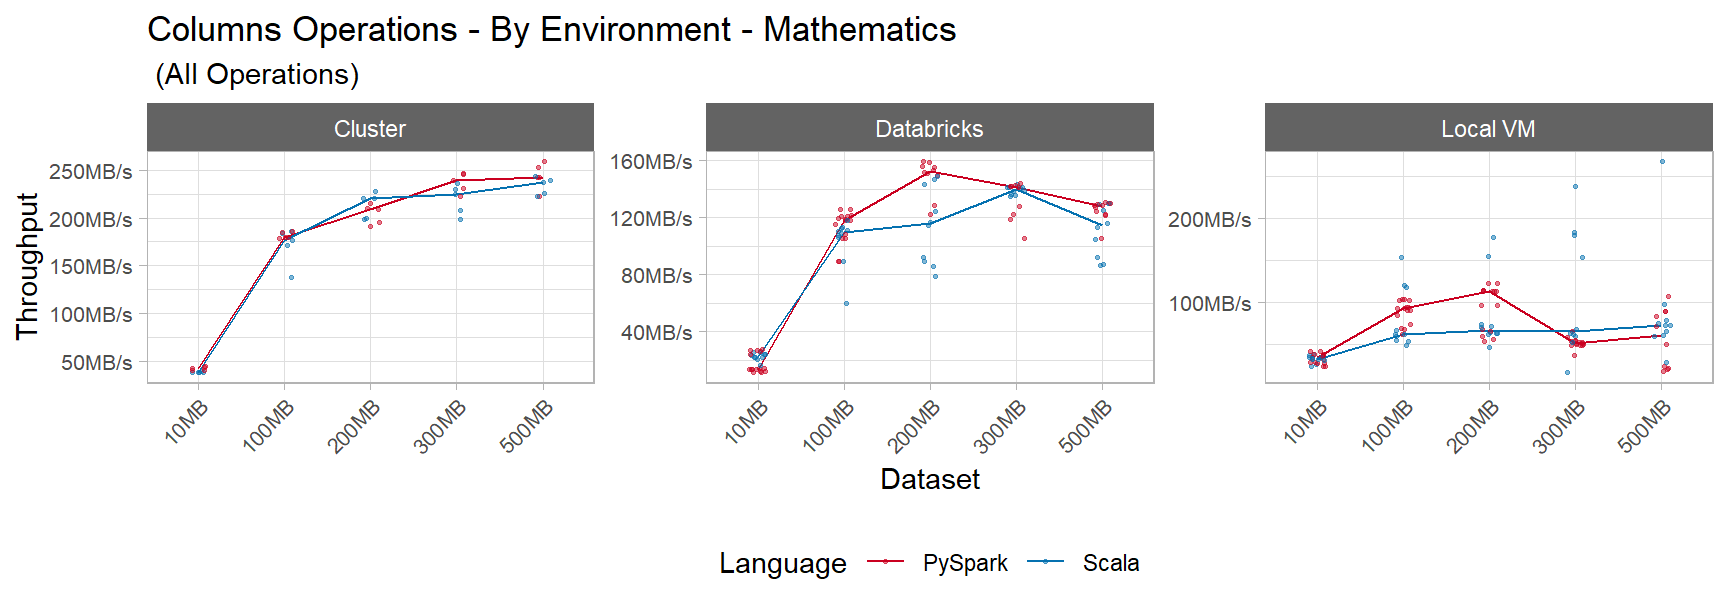 Columns Operations - By Environment - Mathematics
(All Operations)
Cluster
Databricks
Local VM
Throughput
250MB/s
200MB/s
150MB/s
100MB/s
50MB/s
160MB/s
120MB/s
80MB/s
40MB/s
200MB/s
100MB/s
10MB
100MB
200MB
300MB
500MB
10MB
100MB
200MB
300MB
500MB
10MB
100MB
200MB
300MB
500MB
Dataset
Language PySpark Scala